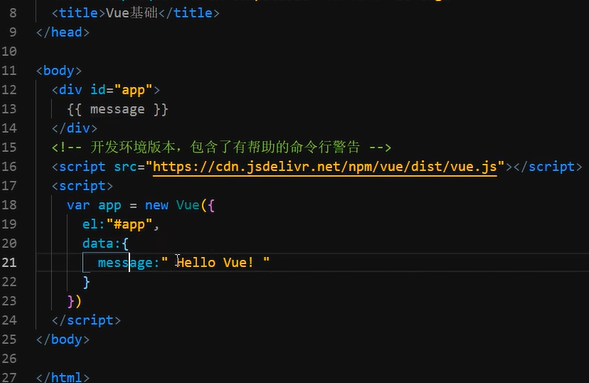 8 <title>Vue基础</title>
9 </head>
10
11 <body>
12 <div id="app">
13 {{ message }}
14 </div>
15 <!-- 开发环境版本，包含了有帮助的命令行警告 -->
16 <script src="https://cdn.jsdelivr.net/npm/vue/dist/vue.js"></script>
17 <script>
18 var app = new Vue({
19 el:"#app",
20 data:{
21 message:" Hello Vue! "
22 }
23 })
24 </script>
25 </body>
26
27 </html>